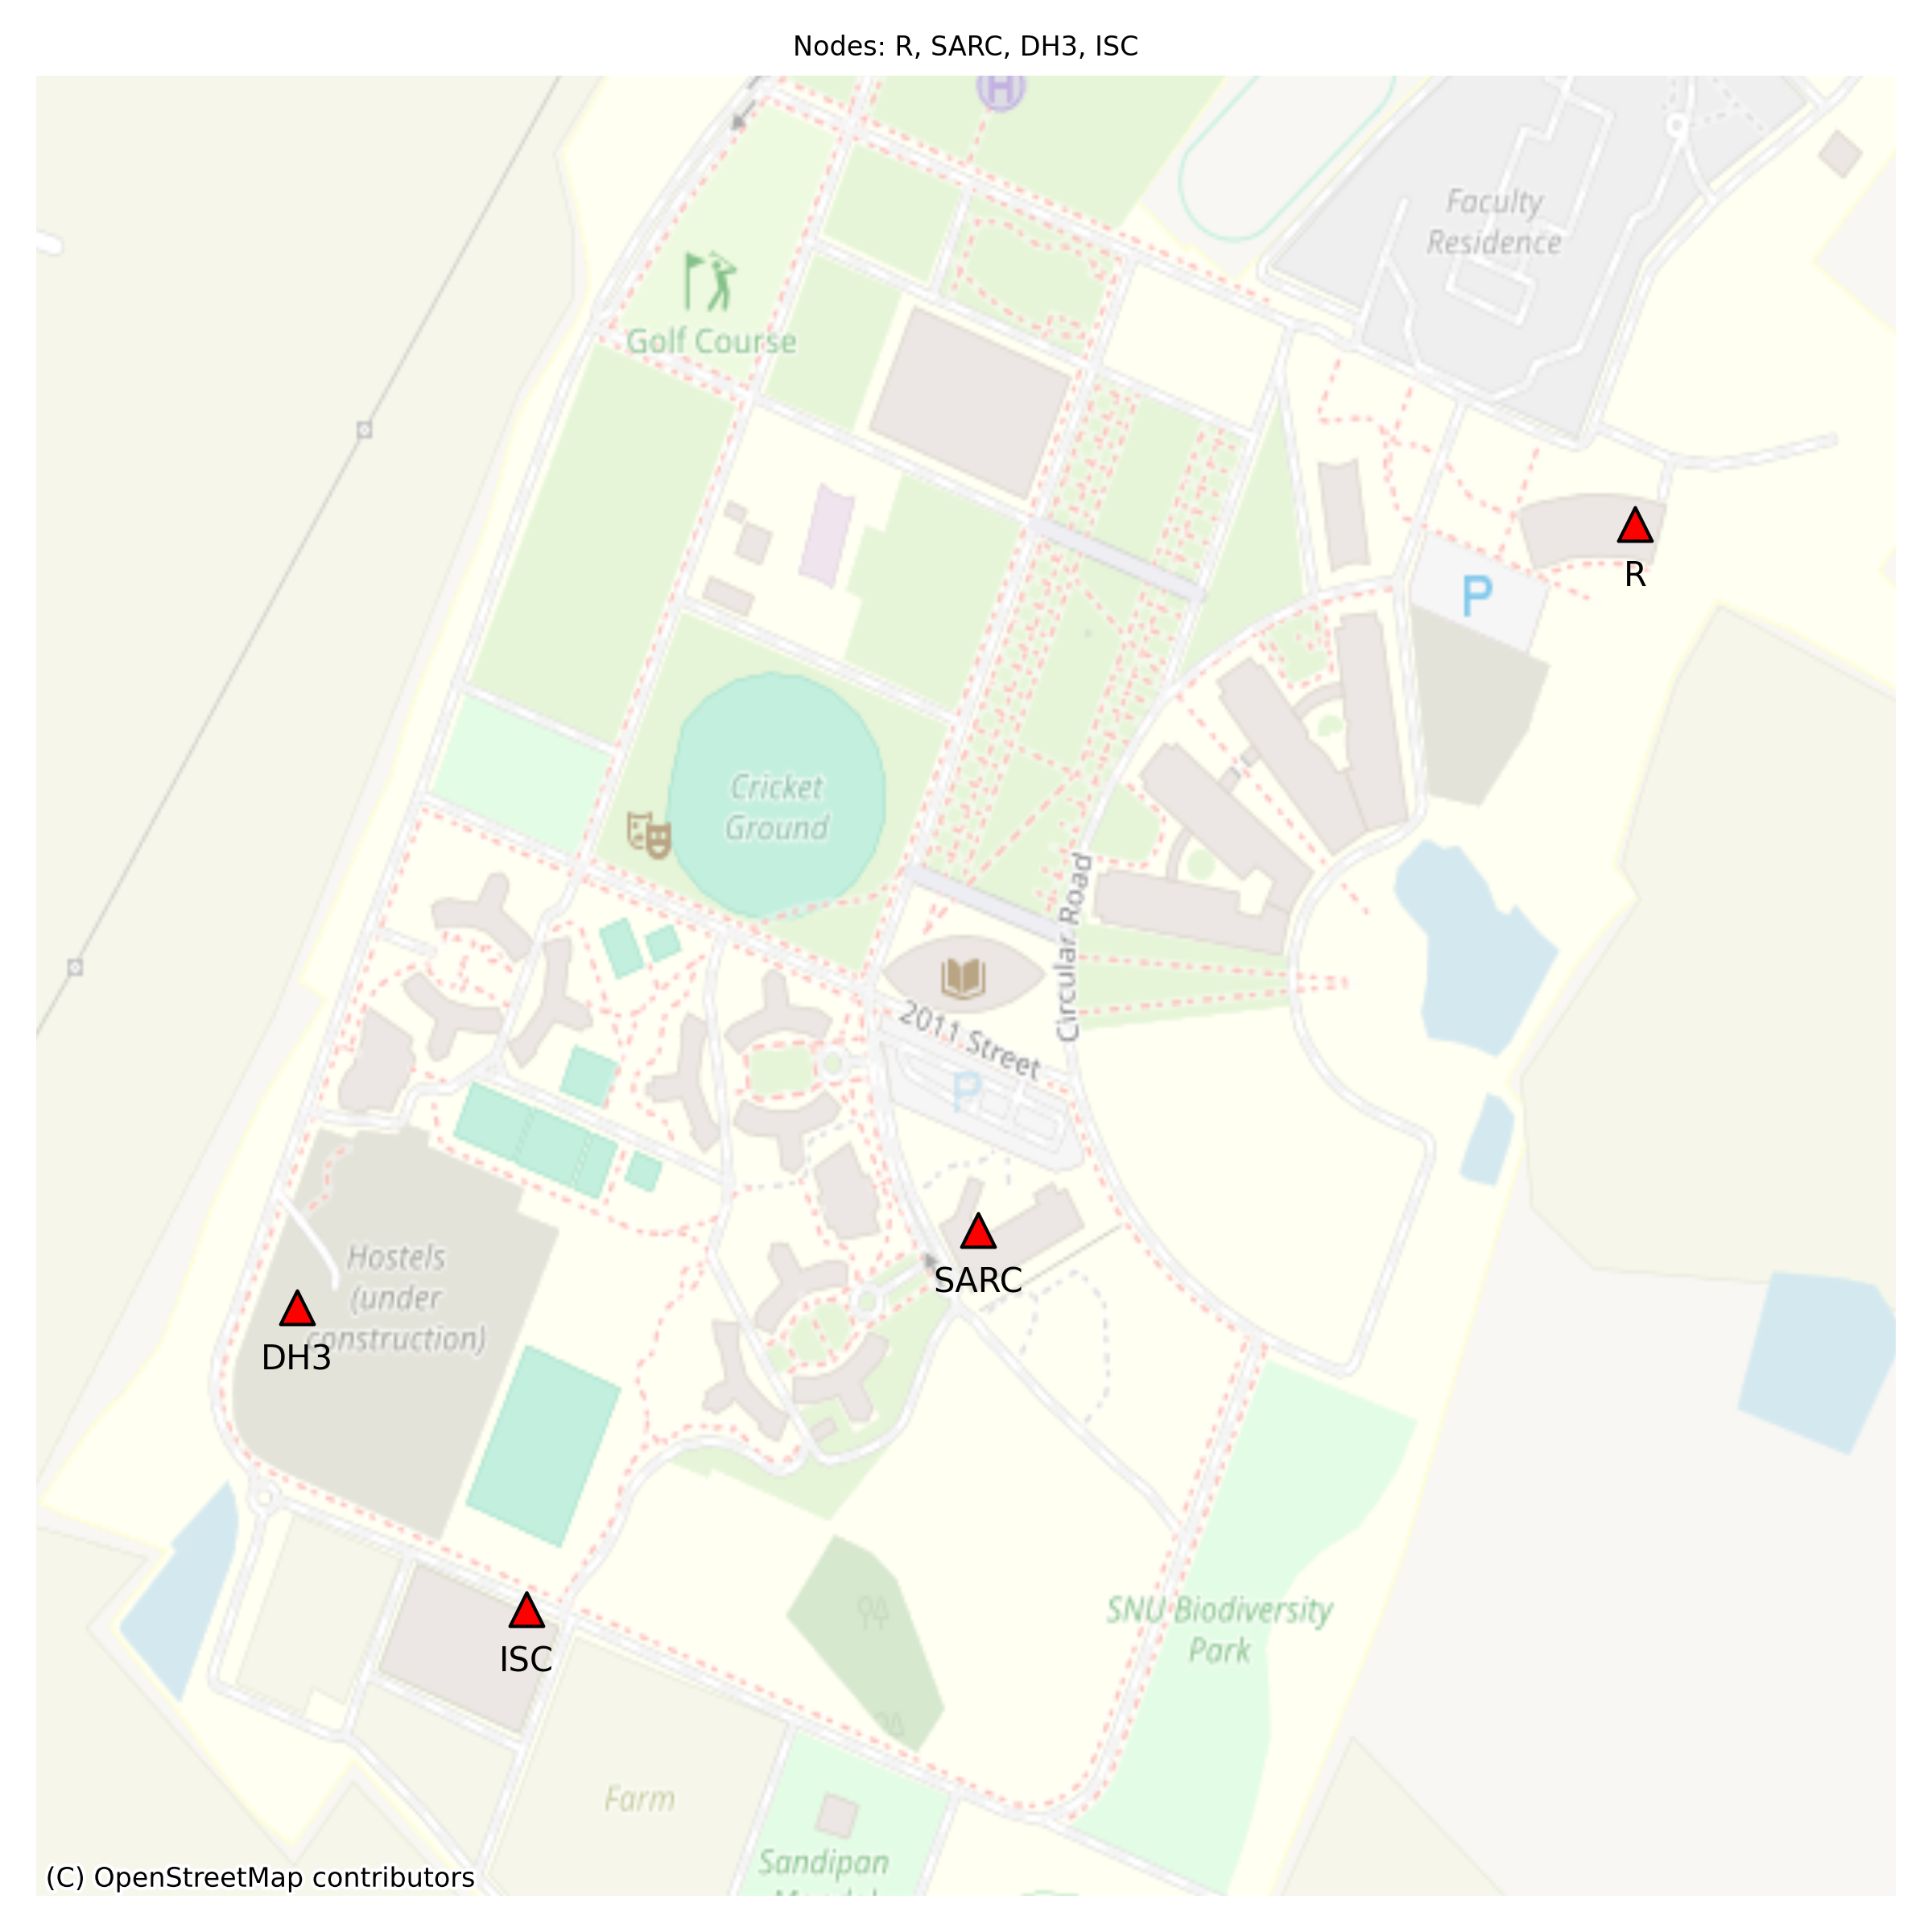 Nodes: R, SARC, DH3, ISC
H
Faculty
Residence
Golf Course
R
P
Cricket
Ground
Circular Road
2011 Street
P
SARC
Hostels
(under
construction)
DH3
SNU Biodiversity
Park
ISC
Farm
Sandipan
(C) OpenStreetMap contributors